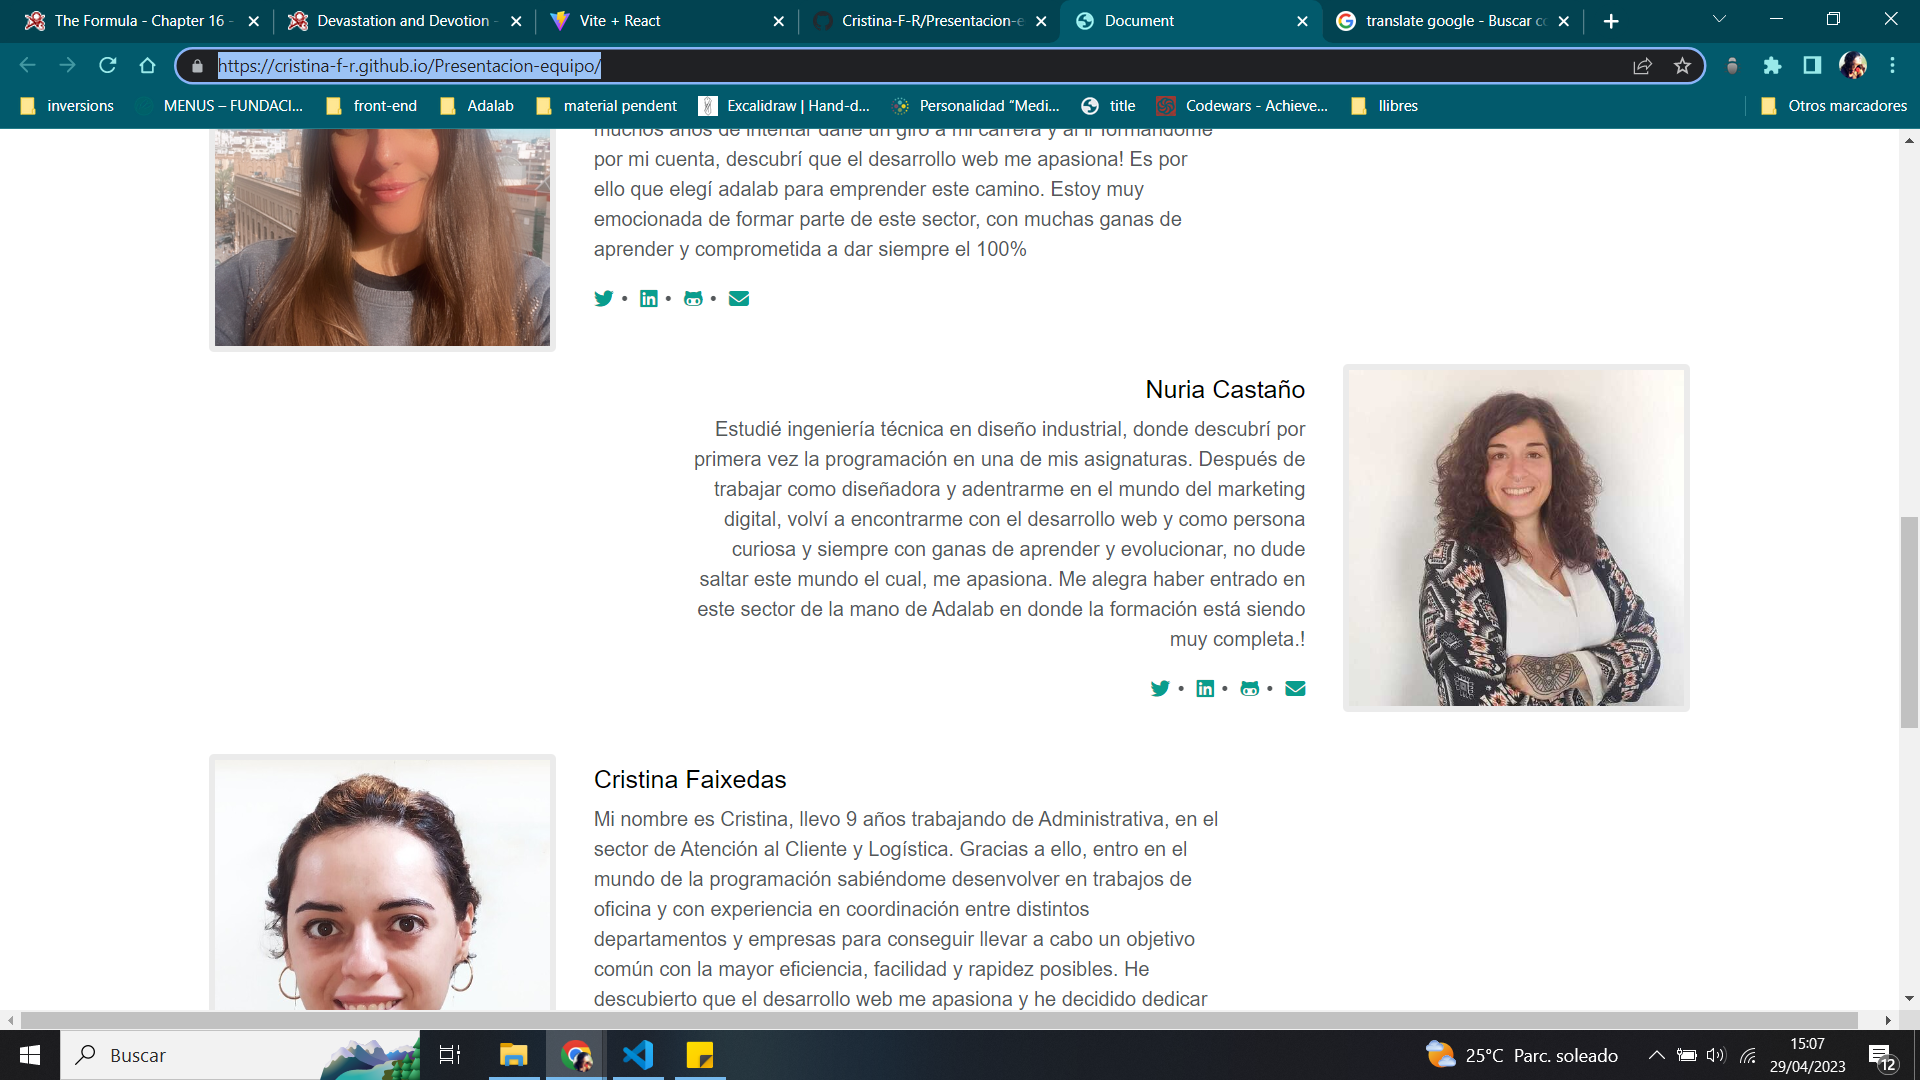 The Formula - Chapter 16 -
Devastation and Devotion -
Vite + React
Cristina-F-R/Presentacion-e
Document
translate google - Buscar co
https://cristina-f-r.github.io/Presentacion-equipo/
inversions
MENUS – FUNDACI...
front-end
Adalab
material pendent
Excalidraw | Hand-d...
Personalidad “Medi...
title
Codewars - Achieve...
llibres
Otros marcadores
muchos años de intentar darle un giro a mi carrera y al ir formándome
por mi cuenta, descubrí que el desarrollo web me apasiona! Es por
ello que elegí adalab para emprender este camino. Estoy muy
emocionada de formar parte de este sector, con muchas ganas de
aprender y comprometida a dar siempre el 100%
Nuria Castaño
Estudié ingeniería técnica en diseño industrial, donde descubrí por
primera vez la programación en una de mis asignaturas. Después de
trabajar como diseñadora y adentrarme en el mundo del marketing
digital, volví a encontrarme con el desarrollo web y como persona
curiosa y siempre con ganas de aprender y evolucionar, no dude
saltar este mundo el cual, me apasiona. Me alegra haber entrado en
este sector de la mano de Adalab en donde la formación está siendo
muy completa.!
Cristina Faixedas
Mi nombre es Cristina, llevo 9 años trabajando de Administrativa, en el
sector de Atención al Cliente y Logística. Gracias a ello, entro en el
mundo de la programación sabiéndome desenvolver en trabajos de
oficina y con experiencia en coordinación entre distintos
departamentos y empresas para conseguir llevar a cabo un objetivo
común con la mayor eficiencia, facilidad y rapidez posibles. He
descubierto que el desarrollo web me apasiona y he decidido dedicar
Buscar
25°C Parc. soleado
15:07
29/04/2023
12